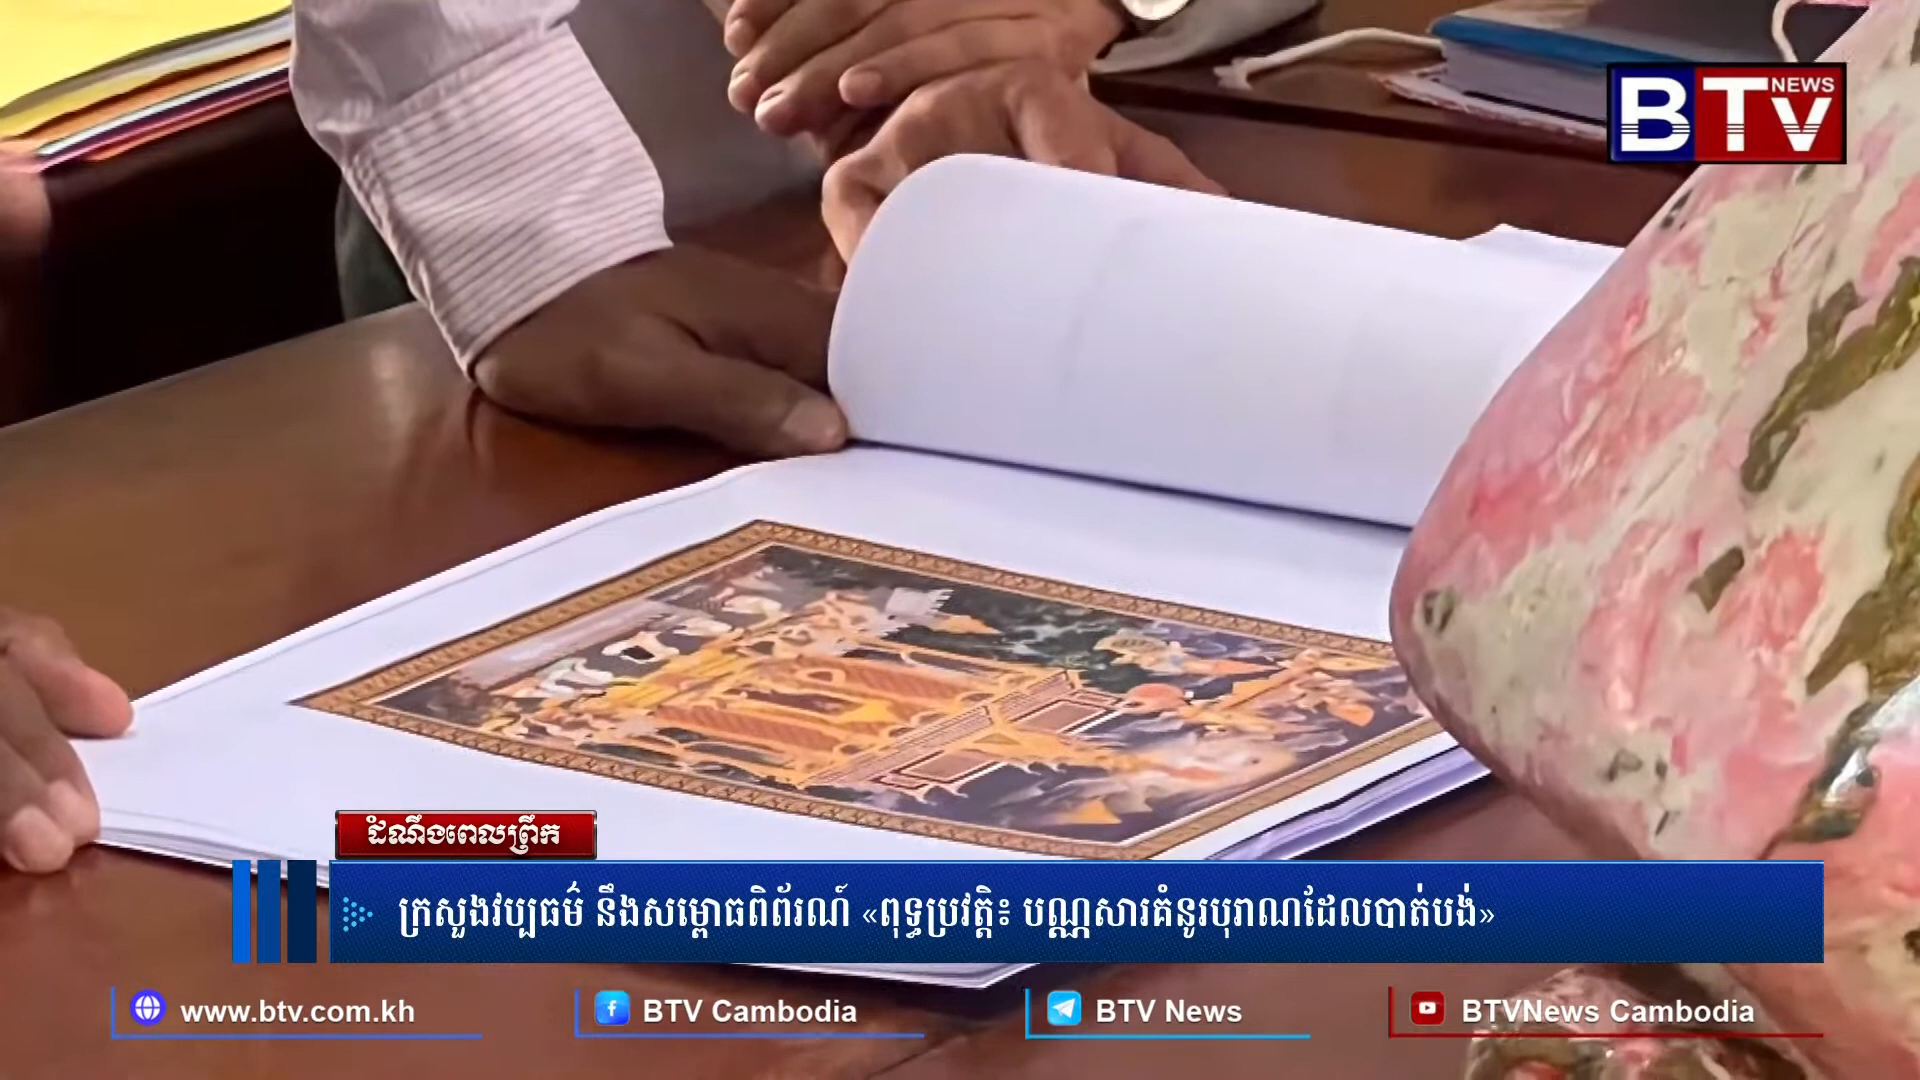 BTV NEWS
ដំណឹងពេលព្រឹក
ក្រសួងវប្បធម៌ នឹងសម្ពោធពិព័រណ៍ «ពុទ្ធប្រវត្តិ៖ បណ្ណសារគំនូរបុរាណដែលបាត់បង់»
www.btv.com.kh
BTV Cambodia
BTV News
BTVNews Cambodia